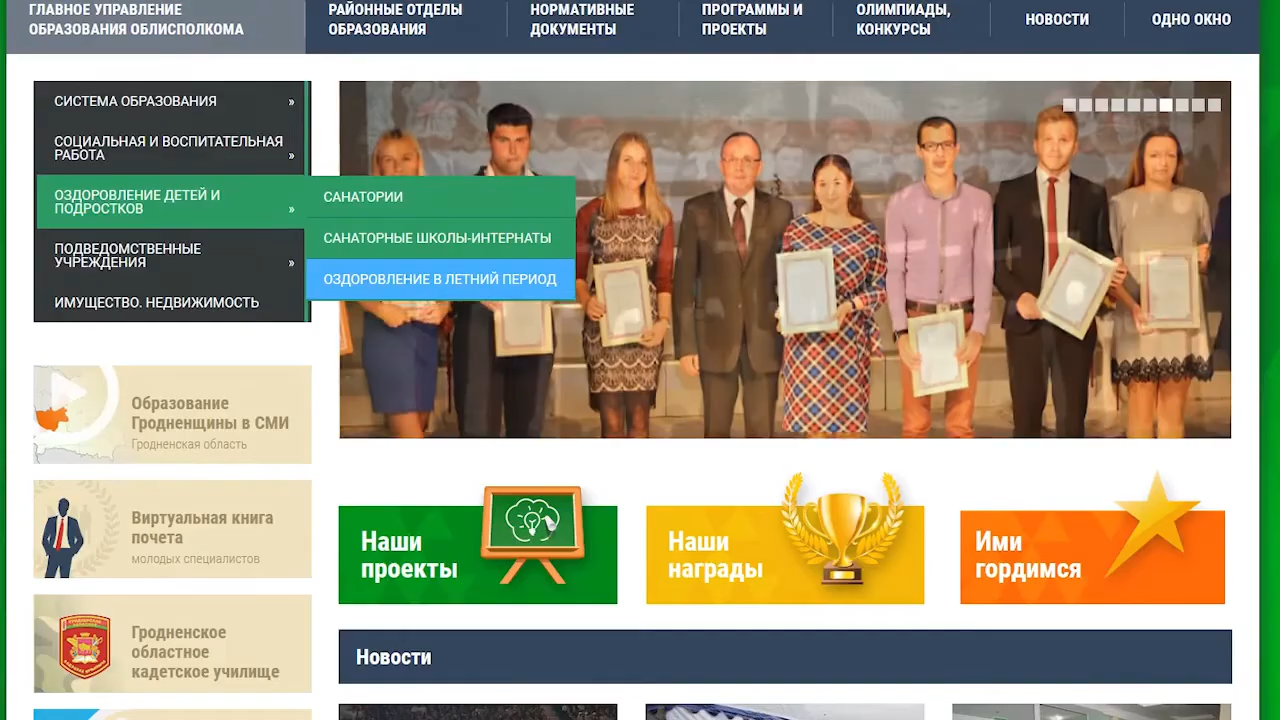 ГЛАВНОЕ УПРАВЛЕНИЕ
ОБРАЗОВАНИЯ ОБЛИСПОЛКОМА
РАЙОННЫЕ ОТДЕЛЫ
ОБРАЗОВАНИЯ
НОРМАТИВНЫЕ
ДОКУМЕНТЫ
ПРОГРАММЫ И
ПРОЕКТЫ
ОЛИМПИАДЫ,
КОНКУРСЫ
НОВОСТИ
ОДНО ОКНО
СИСТЕМА ОБРАЗОВАНИЯ »
СОЦИАЛЬНАЯ И ВОСПИТАТЕЛЬНАЯ
РАБОТА »
ОЗДОРОВЛЕНИЕ ДЕТЕЙ И
ПОДРОСТКОВ »
ПОДВЕДОМСТВЕННЫЕ
УЧРЕЖДЕНИЯ »
ИМУЩЕСТВО. НЕДВИЖИМОСТЬ
САНАТОРИИ
САНАТОРНЫЕ ШКОЛЫ-ИНТЕРНАТЫ
ОЗДОРОВЛЕНИЕ В ЛЕТНИЙ ПЕРИОД
Образование
Гродненщины в СМИ
Гродненская область
Виртуальная книга
почета
молодых специалистов
Гродненское
областное
кадетское училище
Наши
проекты
Наши
награды
Ими
гордимся
Новости